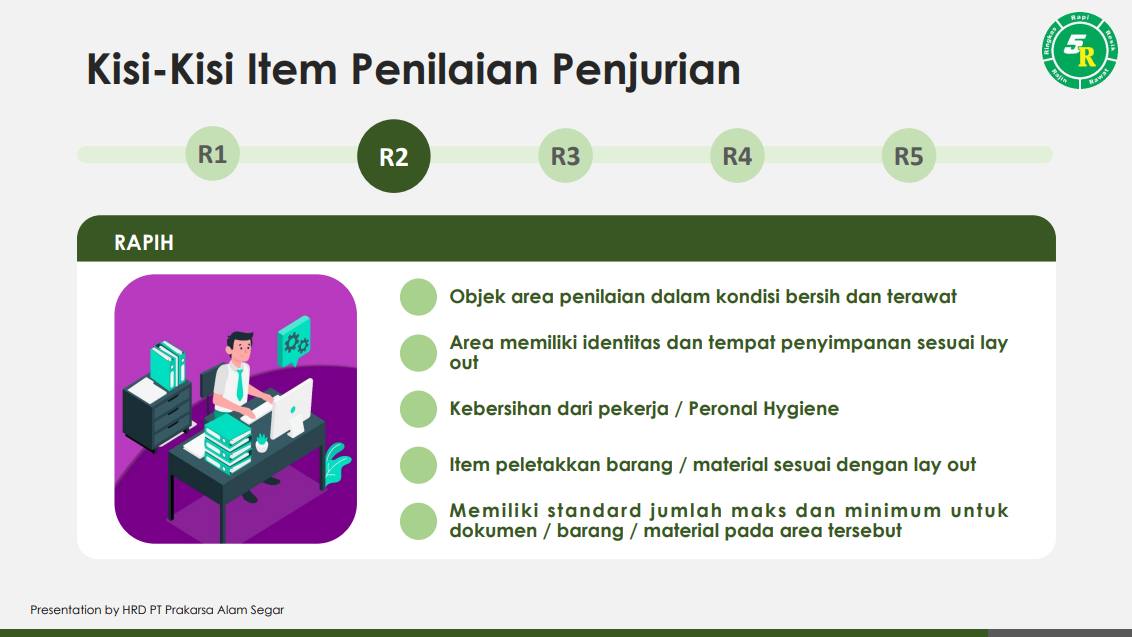 Kisi-Kisi Item Penilaian Penjurian
Rapi
Ringkas
Resik
5R
Rajin
Rawat
R1
R2
R3
R4
R5
RAPIH
Objek area penilaian dalam kondisi bersih dan terawat
Area memiliki identitas dan tempat penyimpanan sesuai lay
out
Kebersihan dari pekerja / Peronal Hygiene
Item peletakkan barang / material sesuai dengan lay out
Memiliki standard jumlah maks dan minimum untuk
dokumen / barang / material pada area tersebut
Presentation by HRD PT Prakarsa Alam Segar